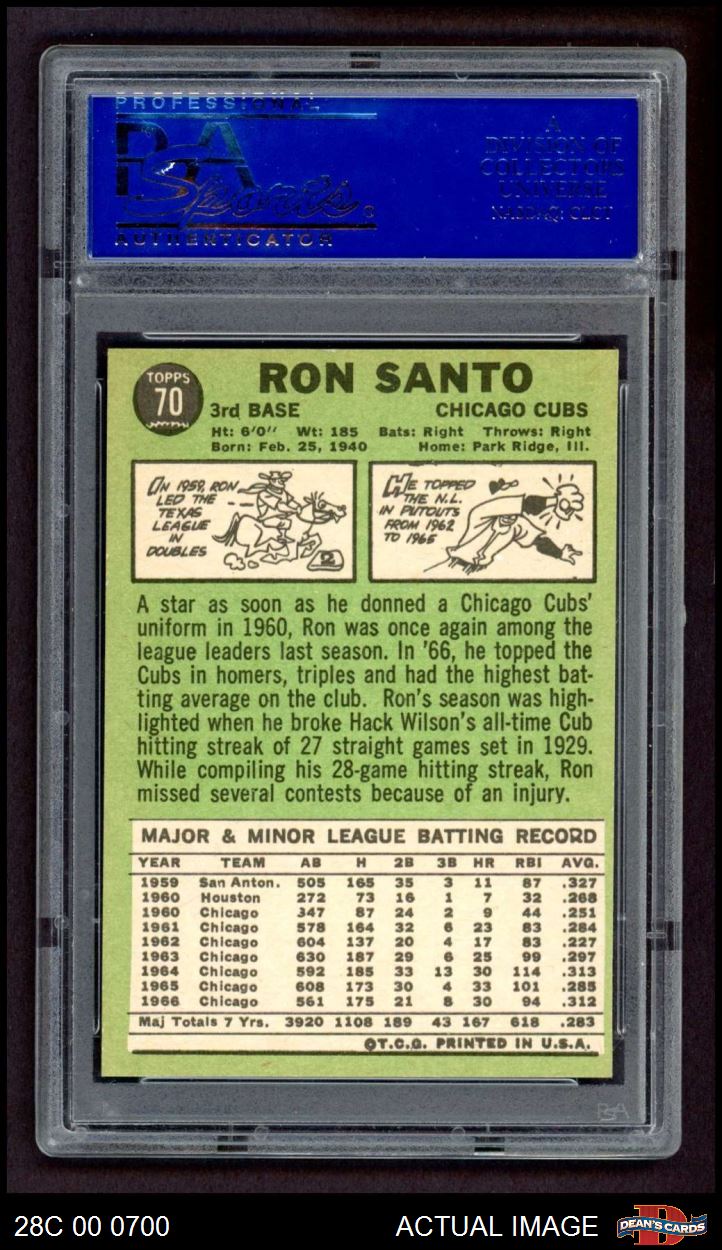 PROFESSIONAL
PSA
Sports
AUTHENTICATOR
A
DIVISION OF
COLLECTORS
UNIVERSE
NASDAQ: CLCT
TOPPS
70
RON SANTO
3rd BASE CHICAGO CUBS
Ht: 6'0" Wt: 185 Bats: Right Throws: Right
Born: Feb. 25, 1940 Home: Park Ridge, Ill.
IN 1959, RON
LED THE
TEXAS
LEAGUE
IN
DOUBLES
2
HE TOPPED
THE N.L.
IN PUTOUTS
FROM 1962
TO 1965
A star as soon as he donned a Chicago Cubs'
uniform in 1960, Ron was once again among the
league leaders last season. In '66, he topped the
Cubs in homers, triples and had the highest bat-
ting average on the club. Ron's season was high-
lighted when he broke Hack Wilson's all-time Cub
hitting streak of 27 straight games set in 1929.
While compiling his 28-game hitting streak, Ron
missed several contests because of an injury.
MAJOR & MINOR LEAGUE BATTING RECORD
YEAR TEAM AB H 2B 3B HR RBI AVG.
1959 San Anton. 505 165 35 3 11 87 .327
1960 Houston 272 73 16 1 7 32 .268
1960 Chicago 347 87 24 2 9 44 .251
1961 Chicago 578 164 32 6 23 83 .284
1962 Chicago 604 137 20 4 17 83 .227
1963 Chicago 630 187 29 6 25 99 .297
1964 Chicago 592 185 33 13 30 114 .313
1965 Chicago 608 173 30 4 33 101 .285
1966 Chicago 561 175 21 8 30 94 .312
Maj Totals 7 Yrs. 3920 1108 189 43 167 618 .283
©T.C.G. PRINTED IN U.S.A.
PSA
28C 00 0700 ACTUAL IMAGE DEAN'S CARDS